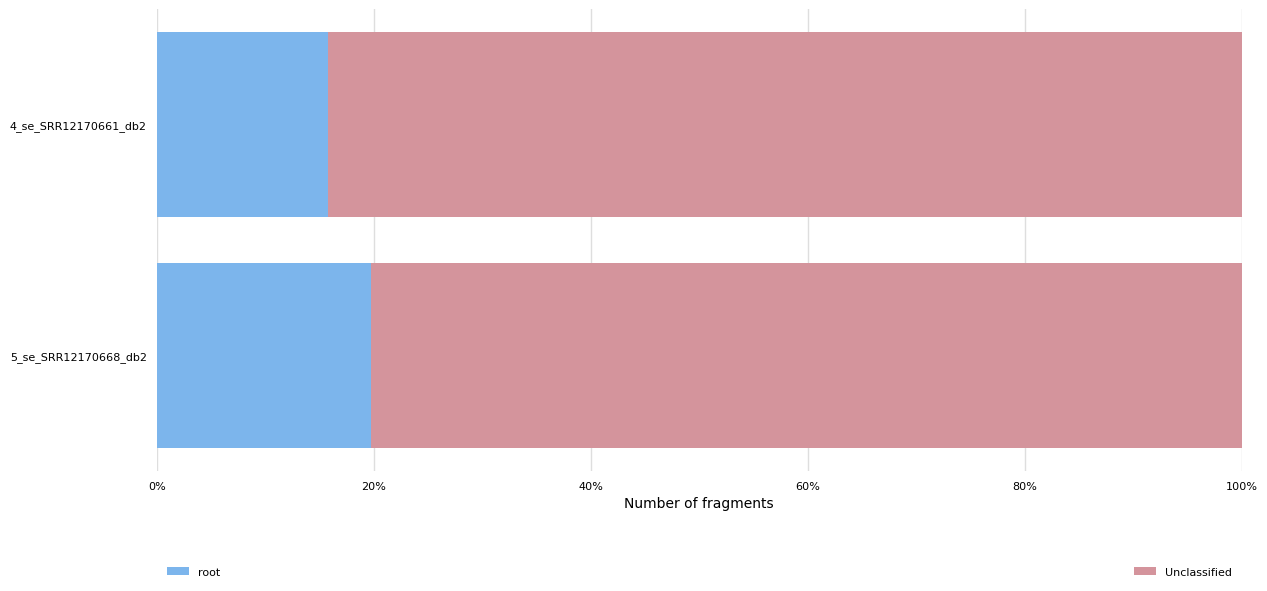 4_se_SRR12170661_db2
5_se_SRR12170668_db2
0% 20% 40% 60% 80% 100%
Number of fragments
root Unclassified